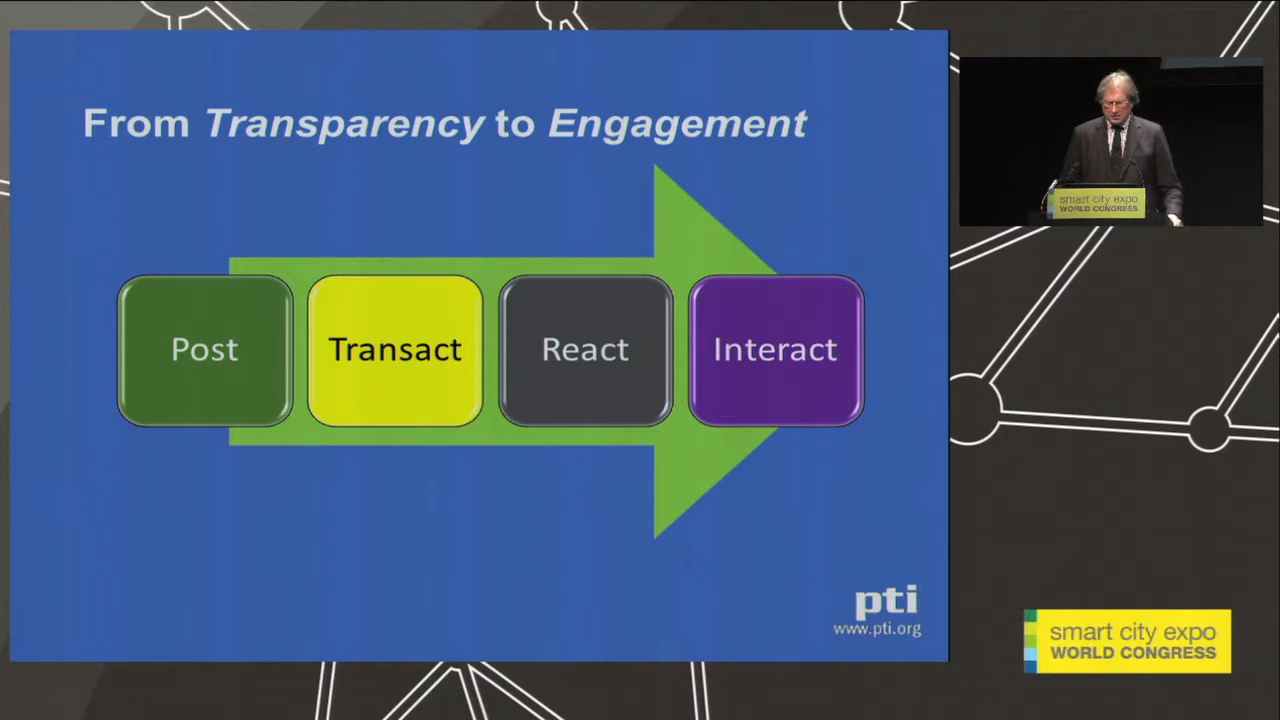 From Transparency to Engagement
Post
Transact
React
Interact
pti
www.pti.org
smart city expo
WORLD CONGRESS
smart city expo
WORLD CONGRESS